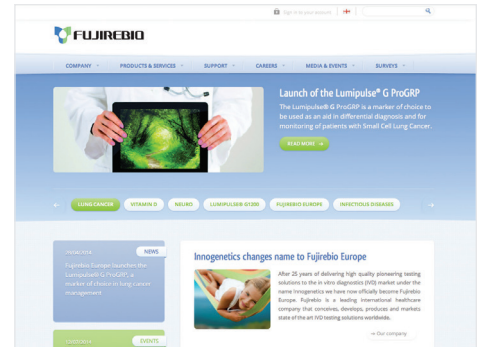 Sign in to your account
FUJIREBIO
COMPANY PRODUCTS & SERVICES SUPPORT CAREERS MEDIA & EVENTS SURVEYS
Launch of the Lumipulse® G ProGRP
The Lumipulse® G ProGRP is a marker of choice to
be used as an aid in differential diagnosis and for
monitoring of patients with Small Cell Lung Cancer.
READ MORE
LUNG CANCER VITAMIN D NEURO LUMIPULSE® G1200 FUJIREBIO EUROPE INFECTIOUS DISEASES
NEWS
Fujirebio Europe launches the
Lumipulse® G ProGRP, a
marker of choice to lung cancer
management
EVENTS
Innogenetics changes name to Fujirebio Europe
After 25 years of delivering high quality pioneering testing
solutions to the in vitro diagnostics (IVD) market under the
name Innogenetics we have now officially become Fujirebio
Europe. Fujirebio is a leading international healthcare
company that conceives, develops, produces and markets
state of the art IVD testing solutions worldwide.
Our company